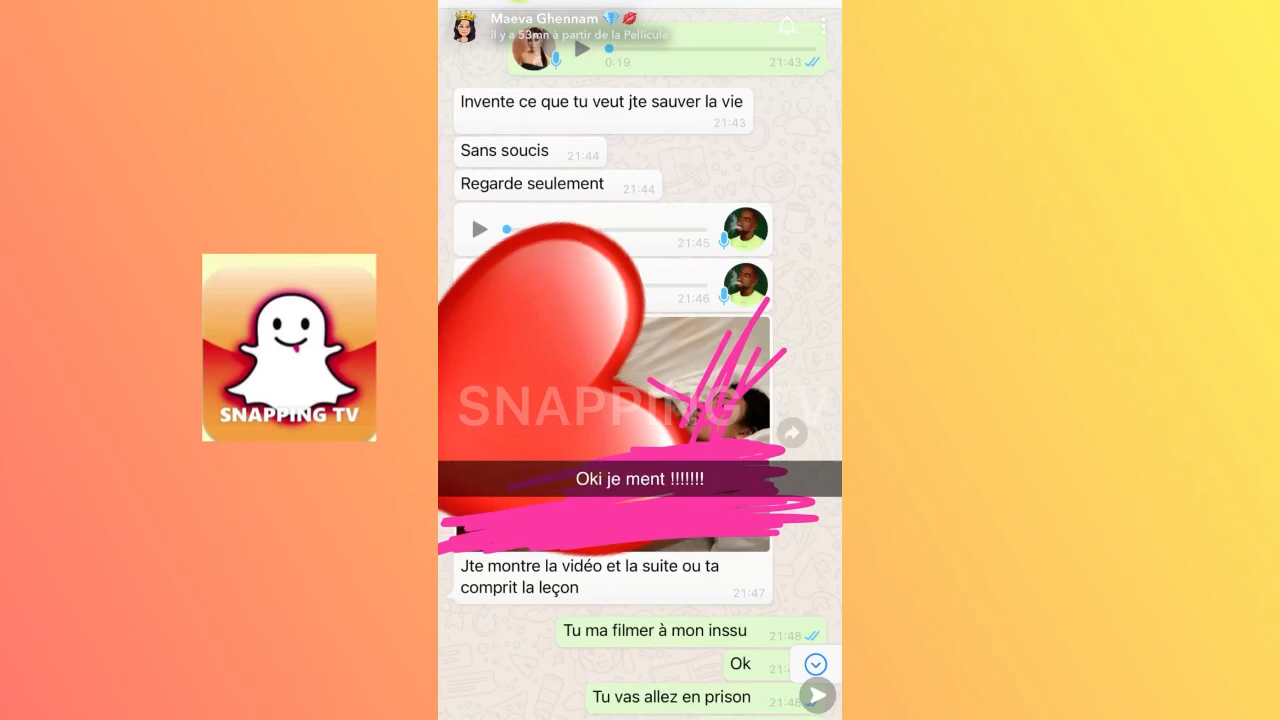 Maeva Ghennam 💎💋
il y a 53mn à partir de la Pellicule
0:19
21:43
Invente ce que tu veut jte sauver la vie
21:43
Sans soucis 21:44
Regarde seulement 21:44
21:45
21:46
SNAPPING TV
SNAPPING TV
Oki je ment !!!!!!!
Jte montre la vidéo et la suite ou ta
comprit la leçon
21:47
Tu ma filmer à mon inssu 21:48
Ok
Tu vas allez en prison 21:48